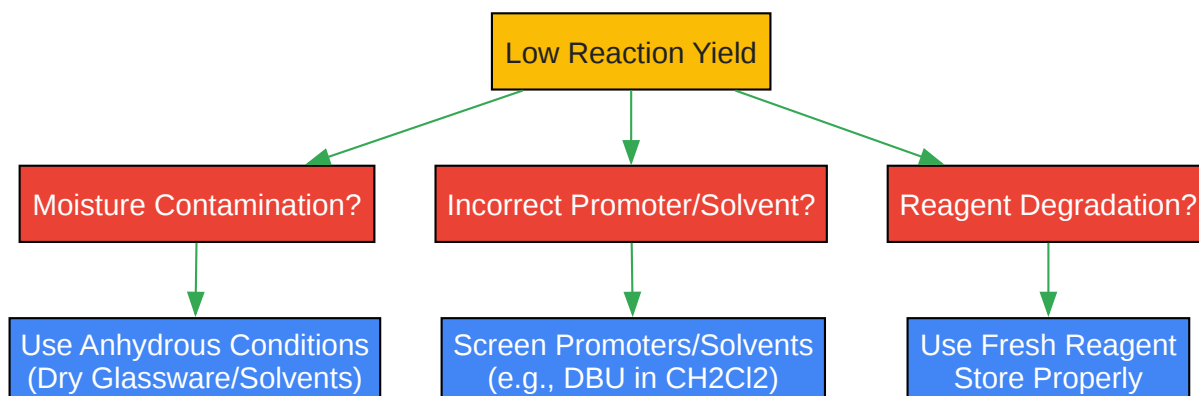 Low Reaction Yield
Moisture Contamination?
Incorrect Promoter/Solvent?
Reagent Degradation?
Use Anhydrous Conditions
(Dry Glassware/Solvents)
Screen Promoters/Solvents
(e.g., DBU in CH2Cl2)
Use Fresh Reagent
Store Properly